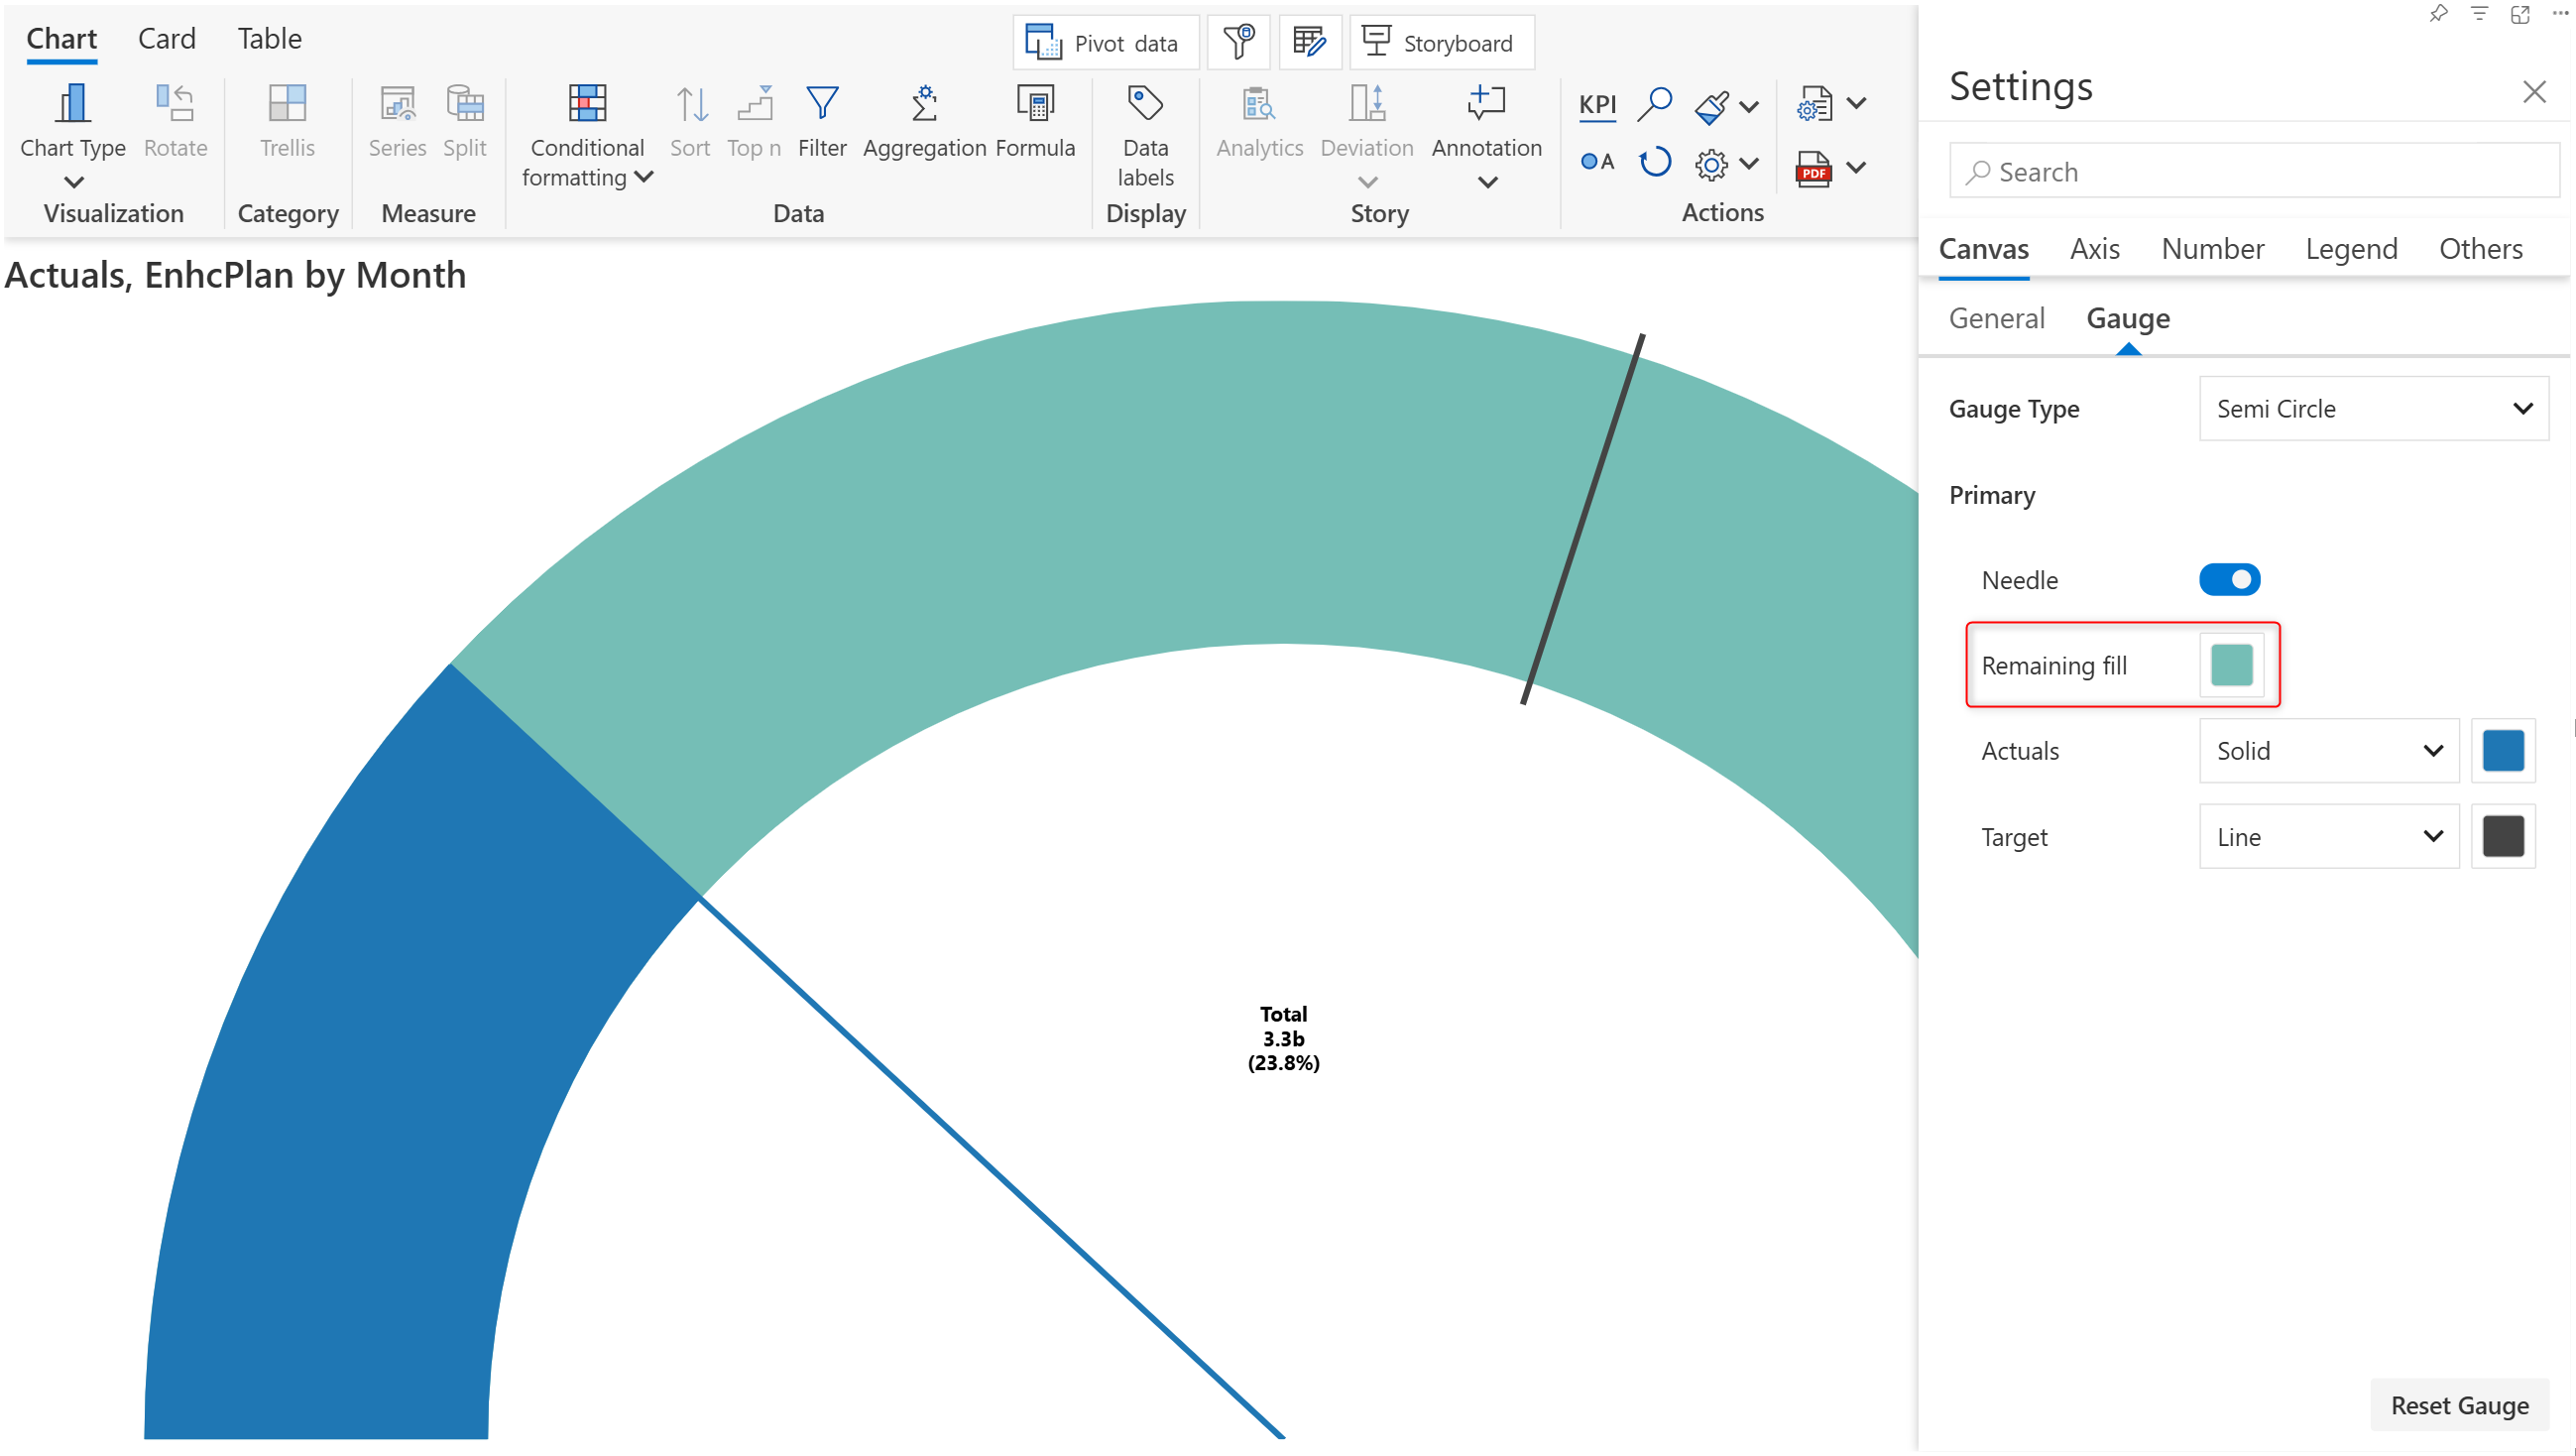 Chart Card Table
Pivot data
Storyboard
Chart Type
Rotate
Trellis
Series
Split
Conditional
formatting
Sort
Top n
Filter
Aggregation
Formula
Data
labels
Analytics
Deviation
Annotation
KPI
A
PDF
Visualization
Category
Measure
Data
Display
Story
Actions
Actuals, EnhcPlan by Month
Total
3.3b
(23.8%)
Settings
Search
Canvas Axis Number Legend Others
General Gauge
Gauge Type Semi Circle
Primary
Needle
Remaining fill
Actuals Solid
Target Line
Reset Gauge